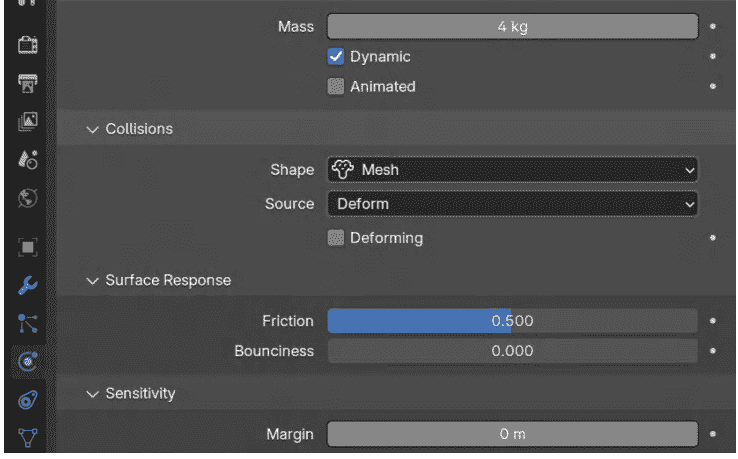 Mass 4 kg
Dynamic
Animated
Collisions
Shape Mesh
Source Deform
Deforming
Surface Response
Friction 0.500
Bounciness 0.000
Sensitivity
Margin 0 m